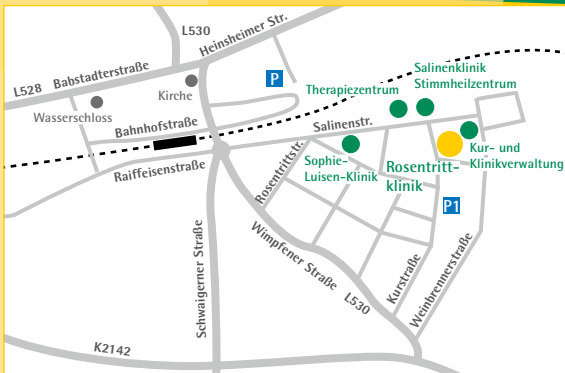 L530
Heinsheimer Str.
L528
Babstadterstraße
P
Kirche
Wasserschloss
Therapiezentrum
Salinenklinik
Stimmheilzentrum
Bahnhofstraße
Salinenstr.
Raiffeisenstraße
Rosentrittstr.
Sophie-
Luisen-Klinik
Rosentritt-
klinik
Kur- und
Klinikverwaltung
P1
Schwaigerner Straße
Wimpfener Straße
L530
Kurstraße
Weinbrennerstraße
K2142